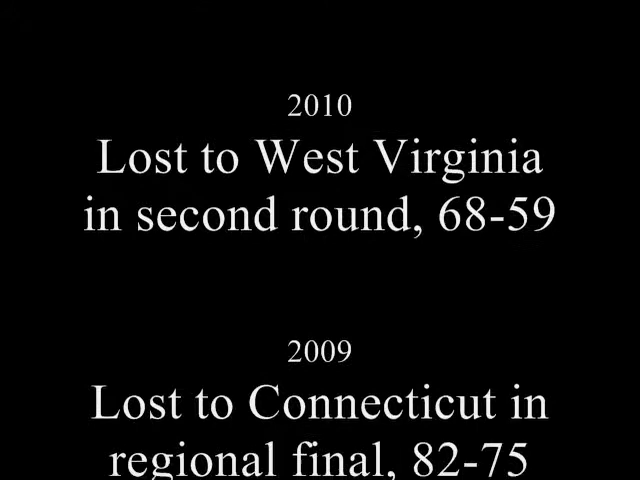 2010
Lost to West Virginia
in second round, 68-59
2009
Lost to Connecticut in
regional final, 82-75